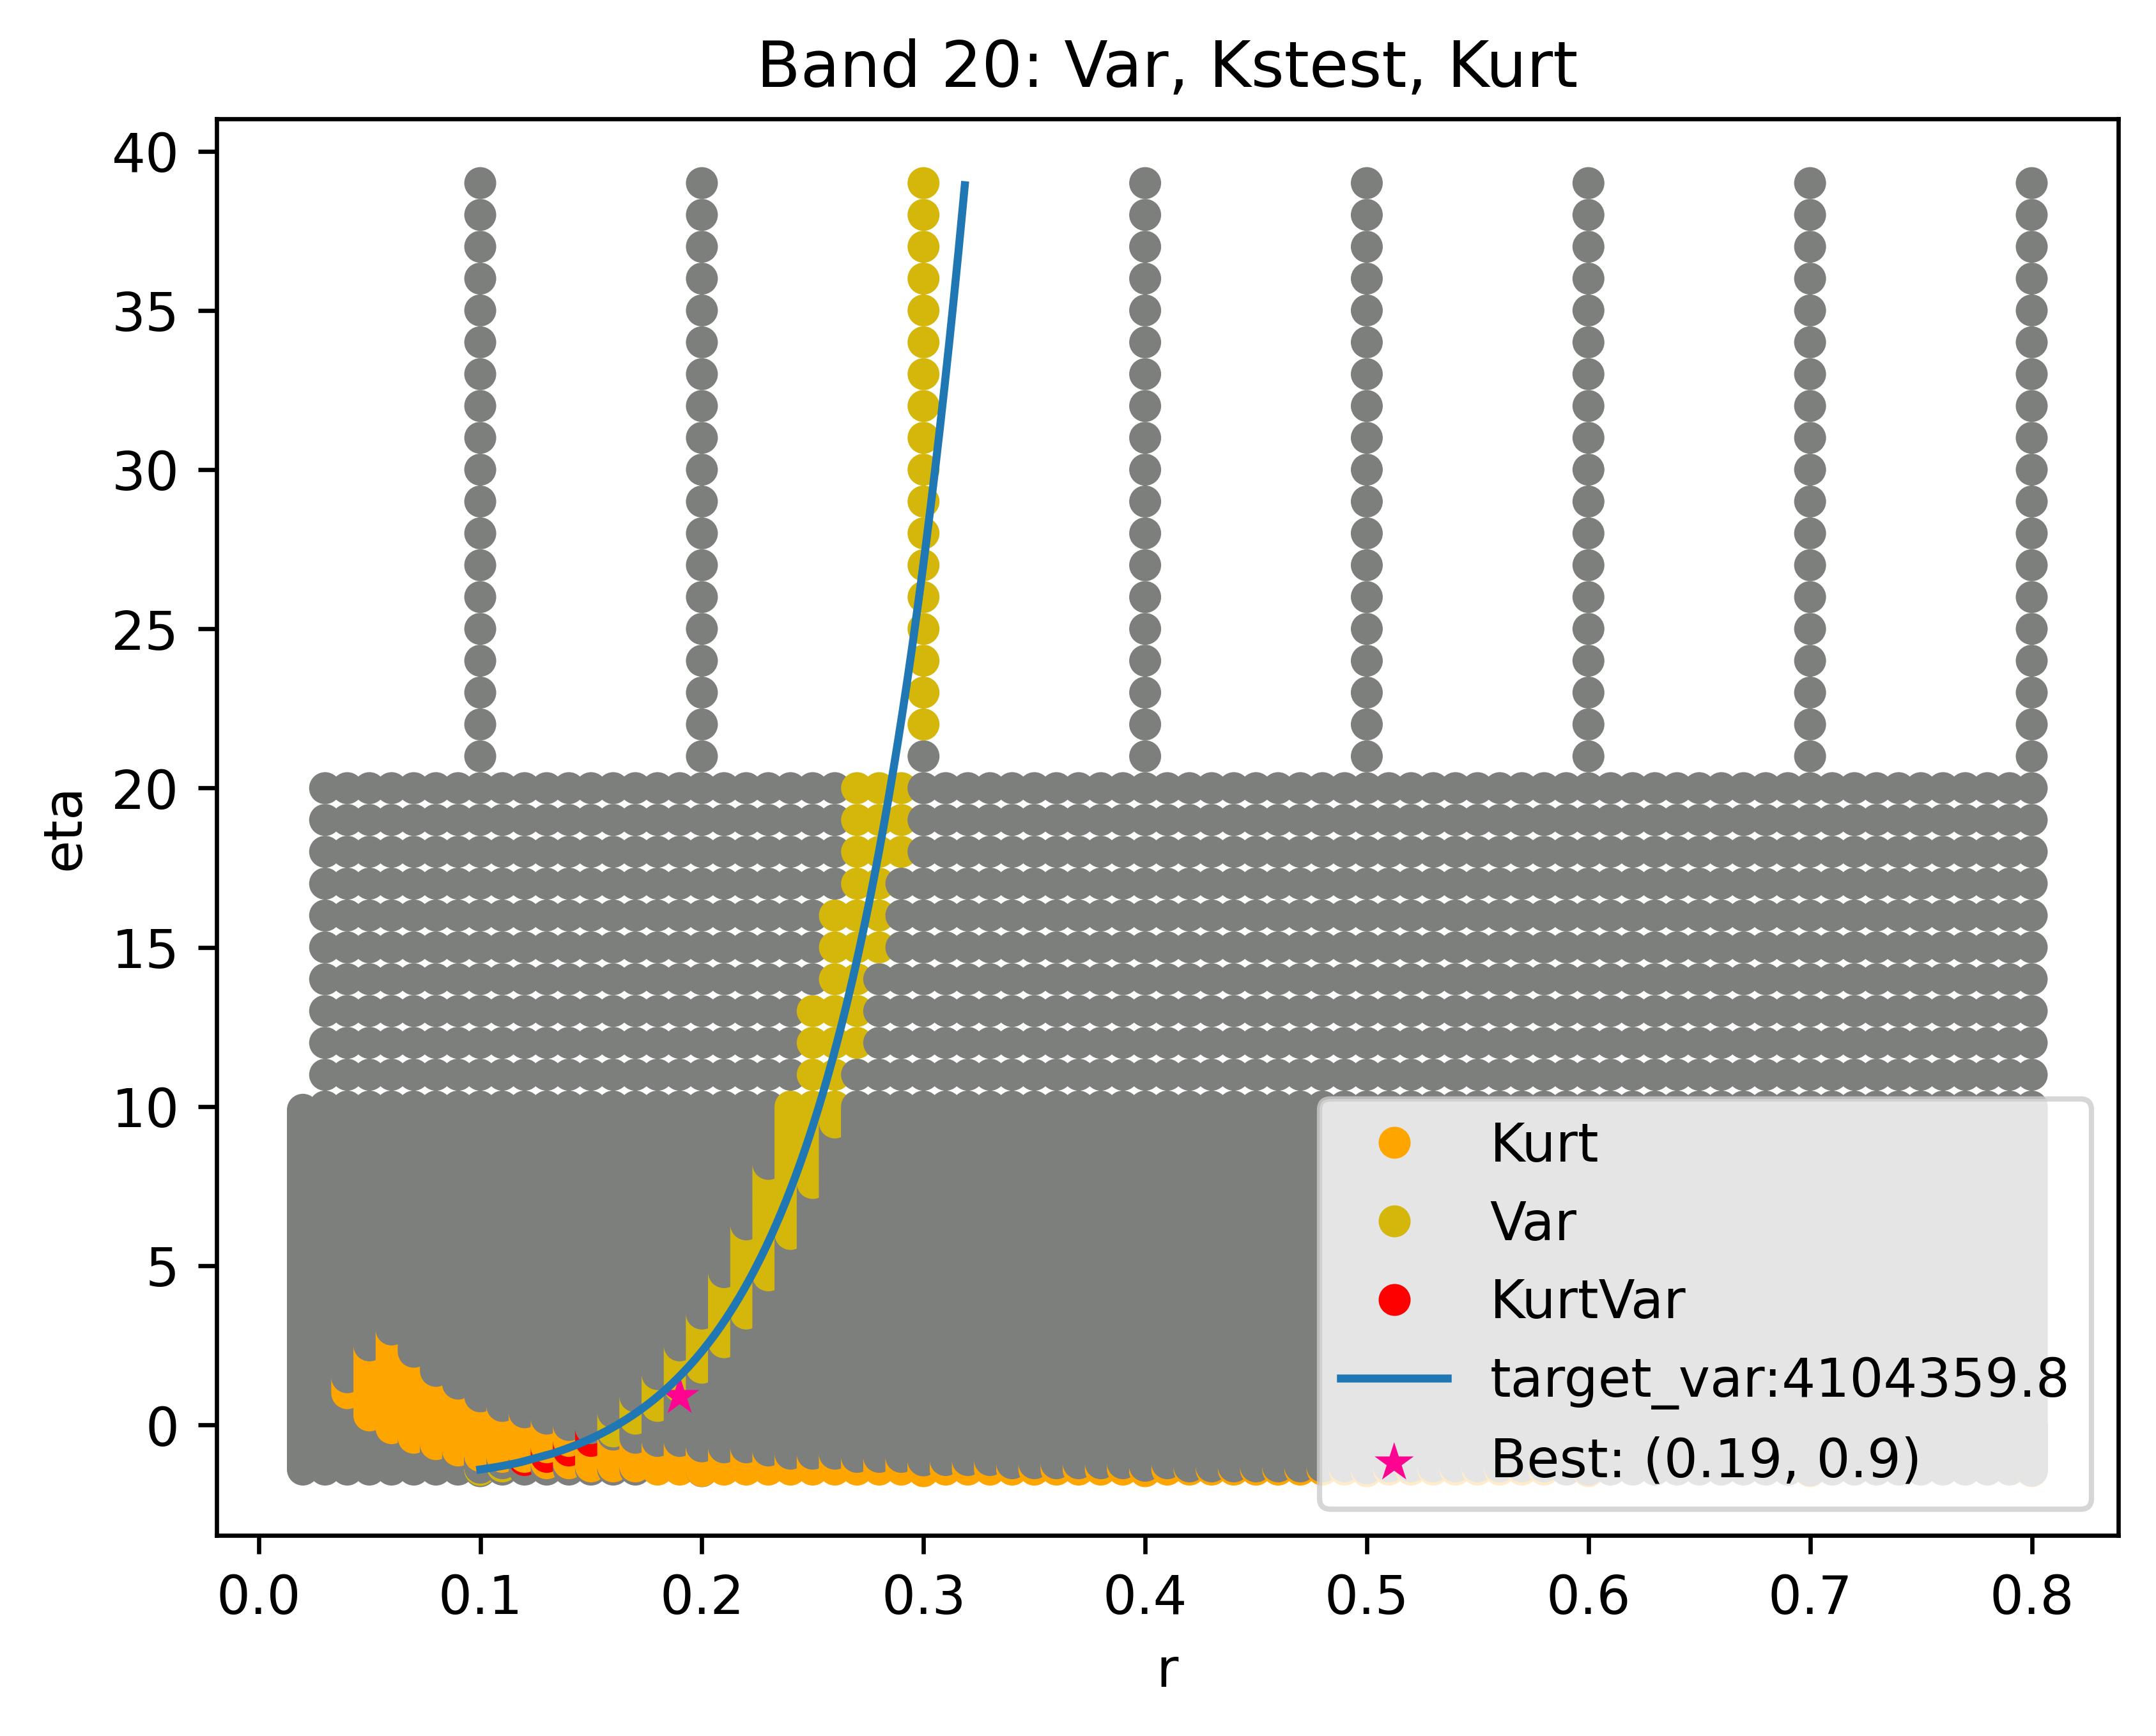 Band 20: Var, Kstest, Kurt
40
35
30
25
20
15
10
5
0
eta
0.0 0.1 0.2 0.3 0.4 0.5 0.6 0.7 0.8
r
Kurt
Var
KurtVar
target_var:4104359.8
Best: (0.19, 0.9)